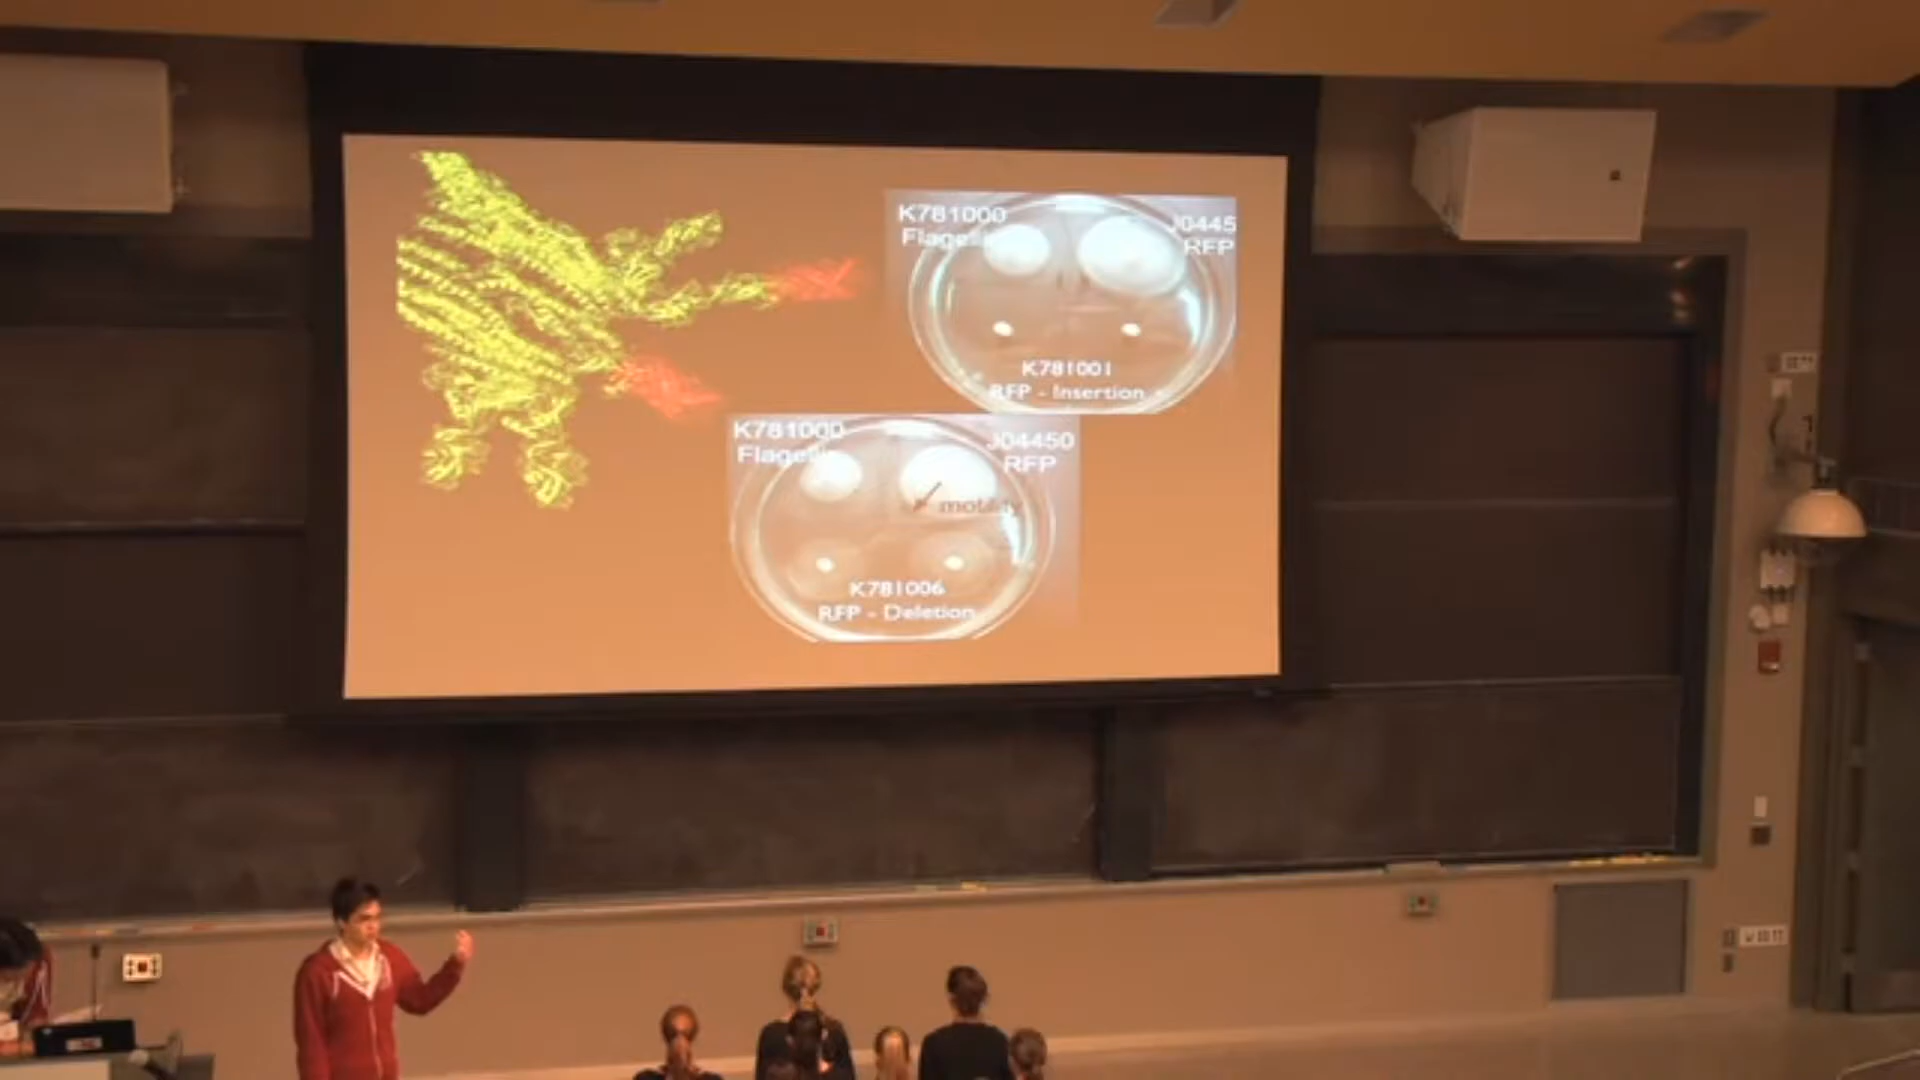 K781000
J0445
RFP
K781001
RFP - Insertion
K781000
J04450
RFP
motility
K781006
RFP - Deletion